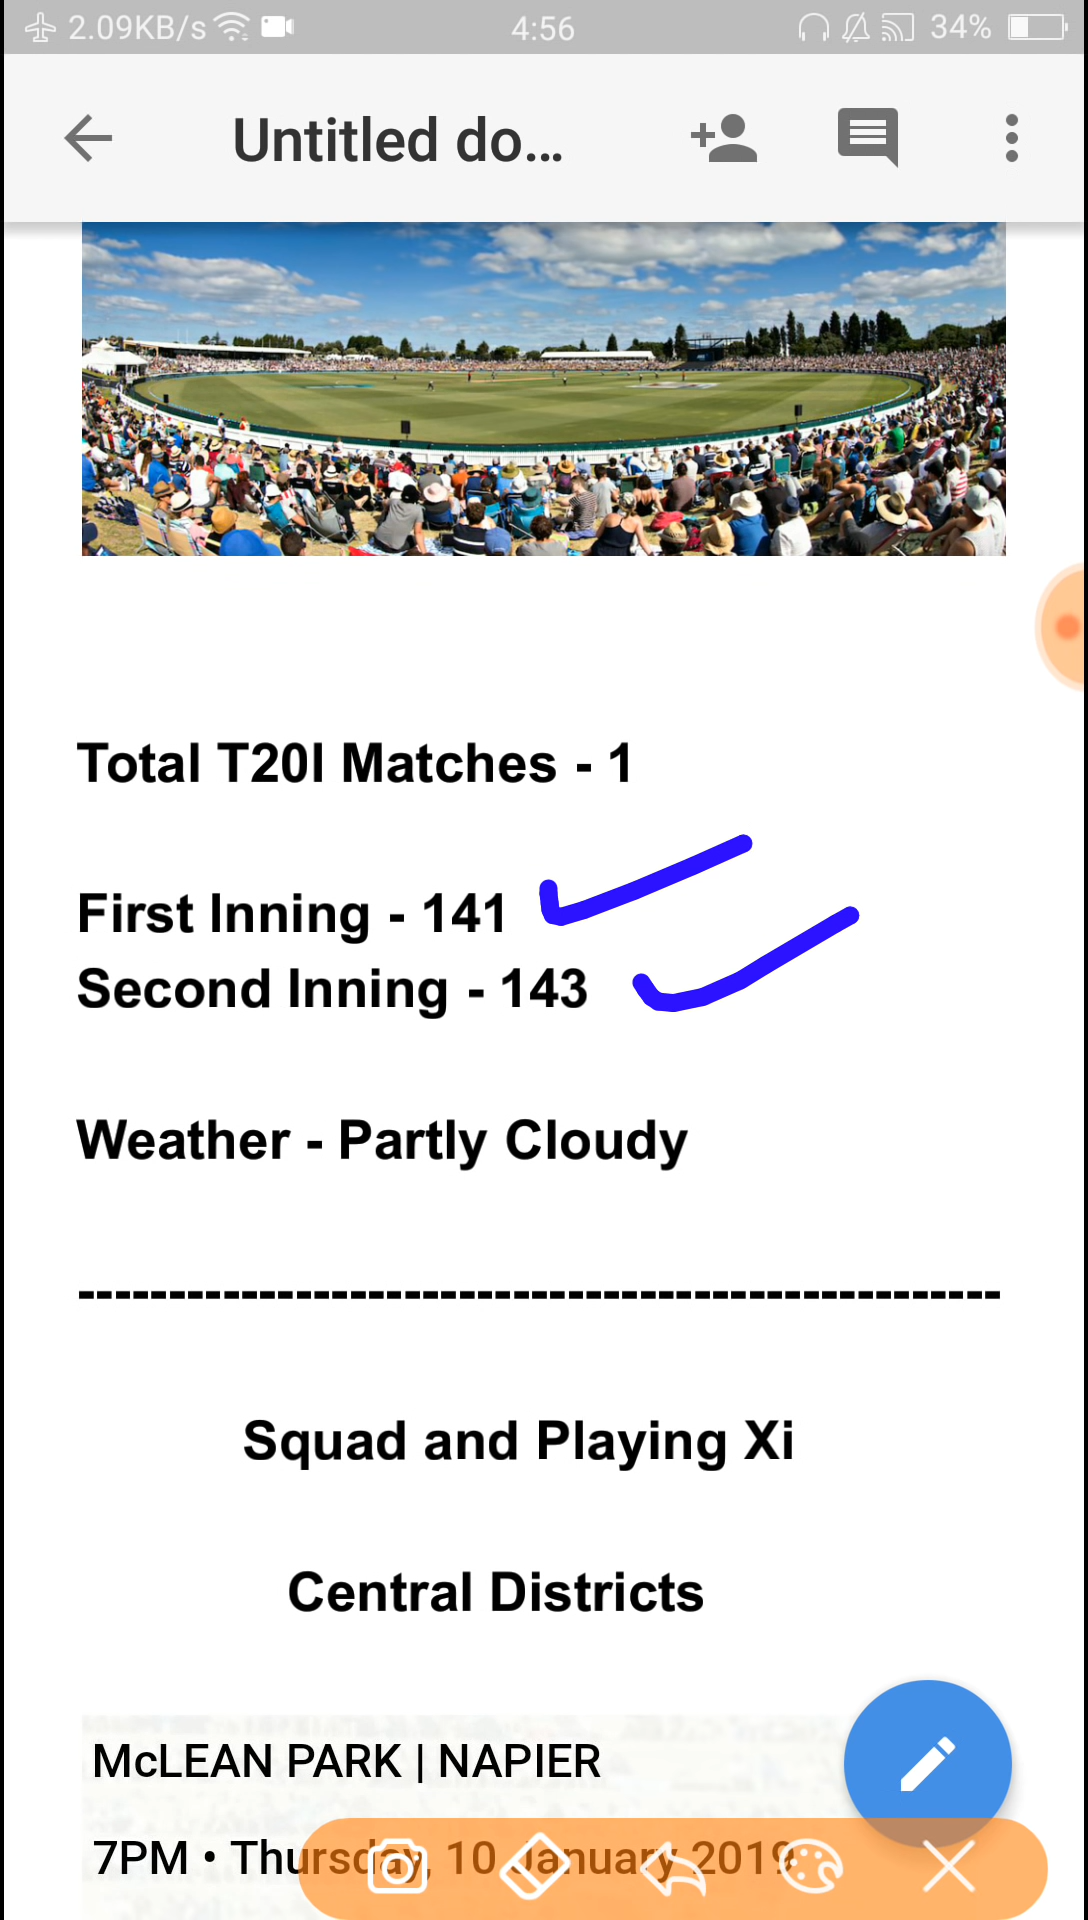 2.09KB/s 4:56 34%
Untitled do...
Total T20I Matches - 1
First Inning - 141
Second Inning - 143
Weather - Partly Cloudy
--------------------------------------------------
Squad and Playing Xi
Central Districts
McLEAN PARK | NAPIER
7PM • Thursday, 10 January 2019